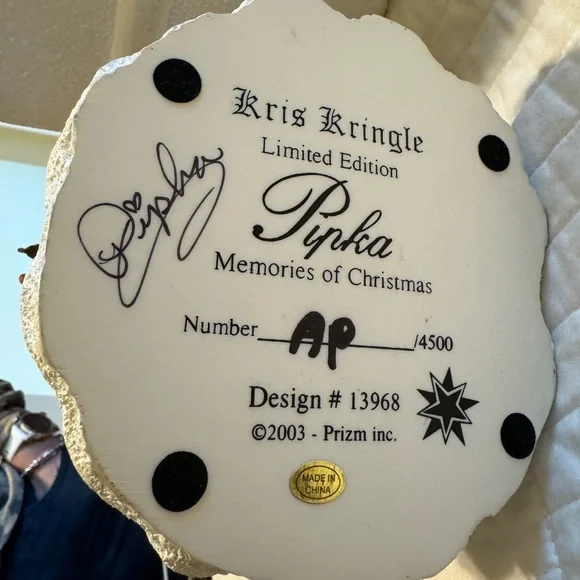 Kris Kringle
Limited Edition
Pipka
Pipka
Memories of Christmas
Number AP /4500
Design # 13968
©2003 - Prizm inc.
MADE IN
CHINA